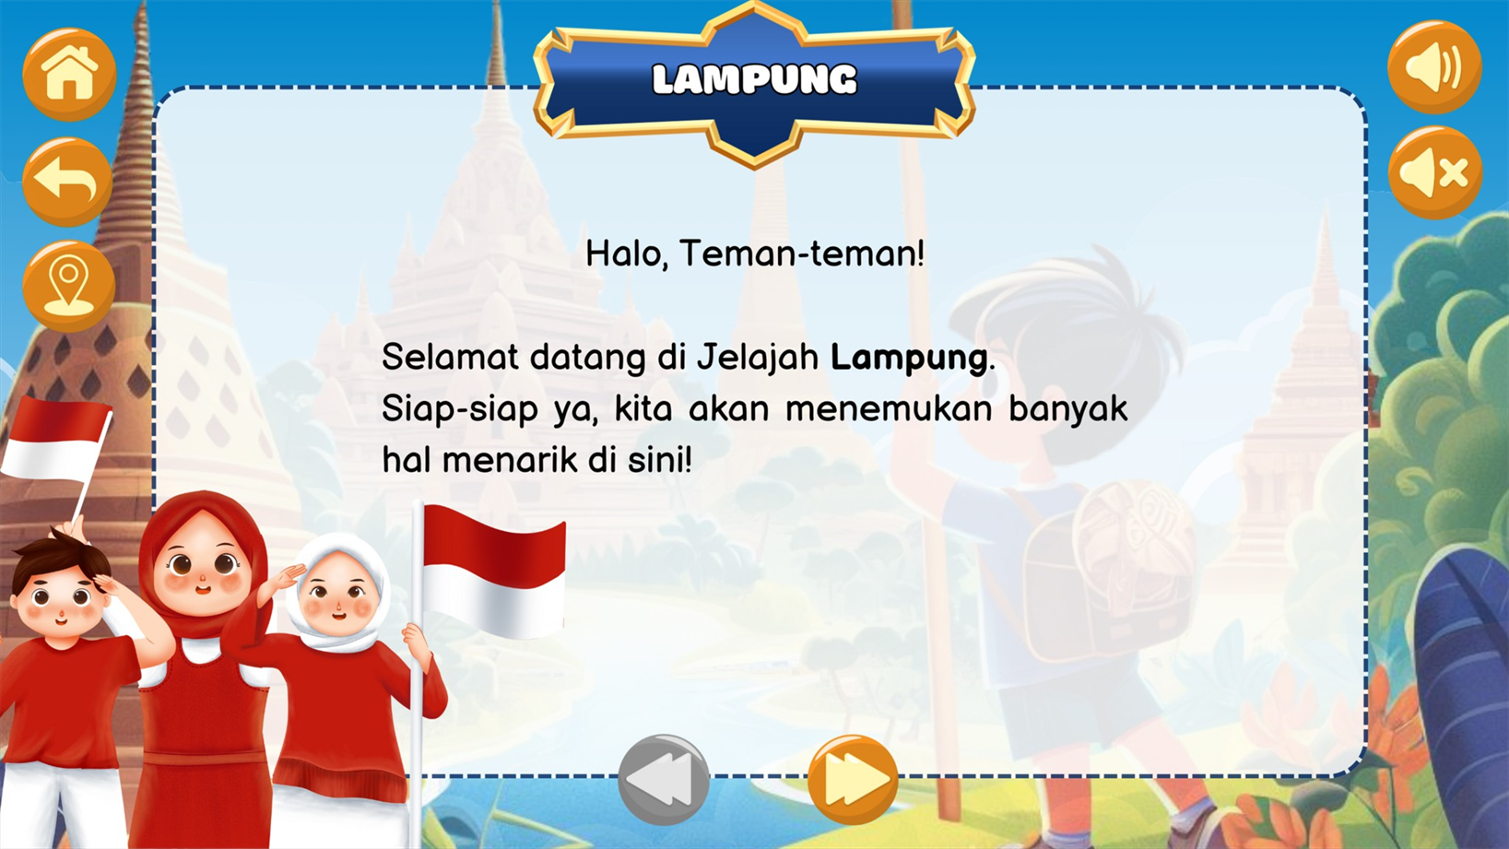 LAMPUNG
Halo, Teman-teman!
Selamat datang di Jelajah Lampung.
Siap-siap ya, kita akan menemukan banyak
hal menarik di sini!